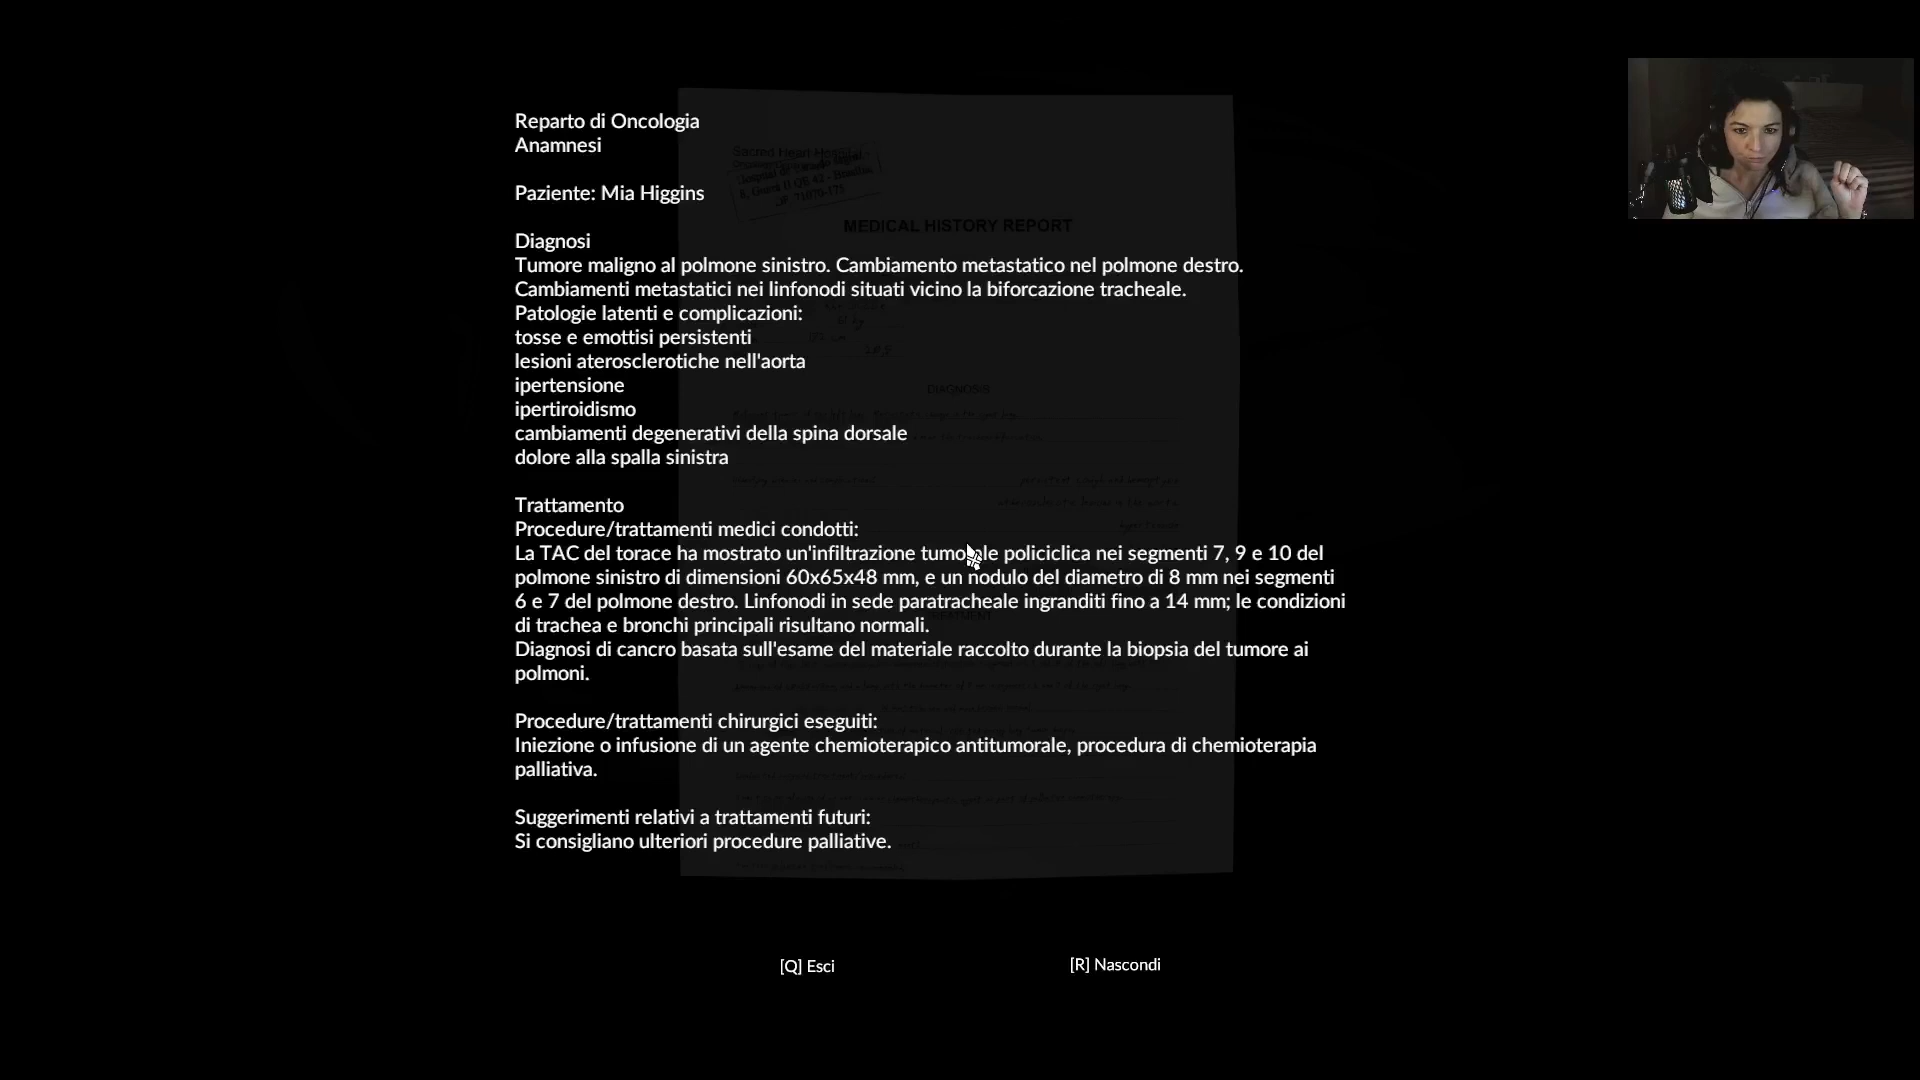 Reparto di Oncologia
Anamnesi
Paziente: Mia Higgins
Sacred Heart Hospital
MEDICAL HISTORY REPORT
Diagnosi
Tumore maligno al polmone sinistro. Cambiamento metastatico nel polmone destro.
Cambiamenti metastatici nei linfonodi situati vicino la biforcazione tracheale.
Patologie latenti e complicazioni:
tosse e emottisi persistenti
lesioni aterosclerotiche nell'aorta
ipertensione
ipertiroidismo
DIAGNOSIS
cambiamenti degenerativi della spina dorsale
dolore alla spalla sinistra
Trattamento
Procedure/trattamenti medici condotti:
La TAC del torace ha mostrato un'infiltrazione tumorale policiclica nei segmenti 7, 9 e 10 del
polmone sinistro di dimensioni 60x65x48 mm, e un nodulo del diametro di 8 mm nei segmenti
6 e 7 del polmone destro. Linfonodi in sede paratracheale ingranditi fino a 14 mm; le condizioni
di trachea e bronchi principali risultano normali.
Diagnosi di cancro basata sull'esame del materiale raccolto durante la biopsia del tumore ai
polmoni.
Procedure/trattamenti chirurgici eseguiti:
Iniezione o infusione di un agente chemioterapico antitumorale, procedura di chemioterapia
palliativa.
Suggerimenti relativi a trattamenti futuri:
Si consigliano ulteriori procedure palliative.
[Q] Esci
[R] Nascondi